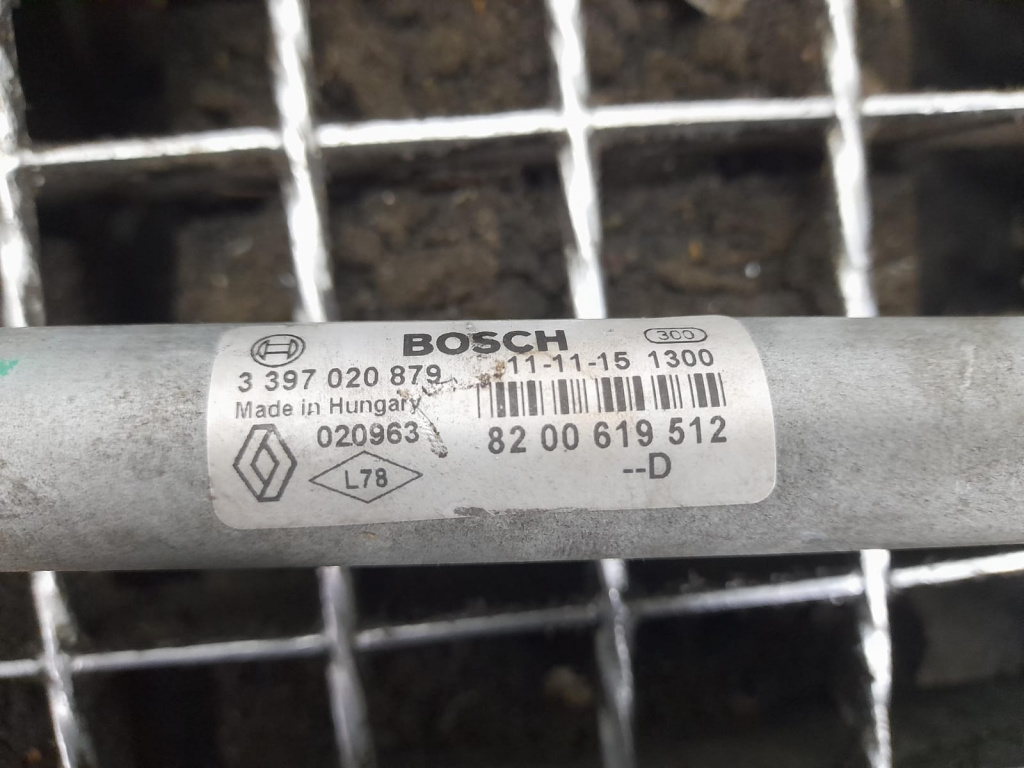 BOSCH 300
3 397 020 879 11-11-15 1300
Made in Hungary
020963 82 00 619 512
L78 --D